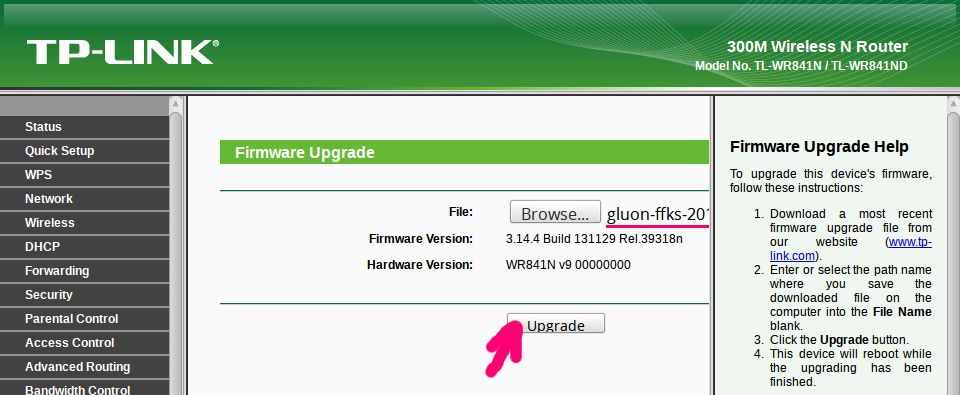 TP-LINK®
300M Wireless N Router
Model No. TL-WR841N / TL-WR841ND
Status
Quick Setup
WPS
Network
Wireless
DHCP
Forwarding
Security
Parental Control
Access Control
Advanced Routing
Bandwidth Control
Firmware Upgrade
File: Browse... gluon-ffks-201
Firmware Version: 3.14.4 Build 131129 Rel.39318n
Hardware Version: WR841N v9 00000000
Upgrade
Firmware Upgrade Help
To upgrade this device's firmware,
follow these instructions:
1. Download a most recent
firmware upgrade file from
our website (www.tp-
link.com).
2. Enter or select the path name
where you save the
downloaded file on the
computer into the File Name
blank.
3. Click the Upgrade button.
4. This device will reboot while
the upgrading has been
finished.